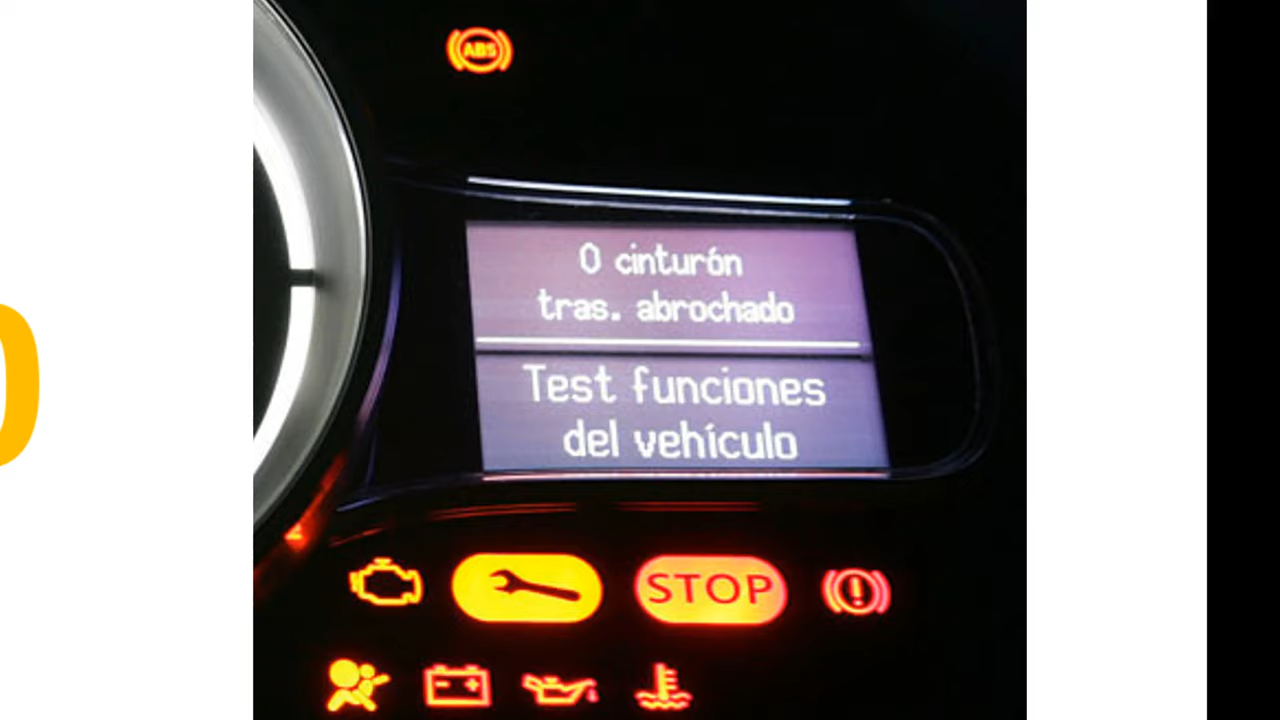 ABS
0 cinturón
tras. abrochado
Test funciones
del vehículo
STOP